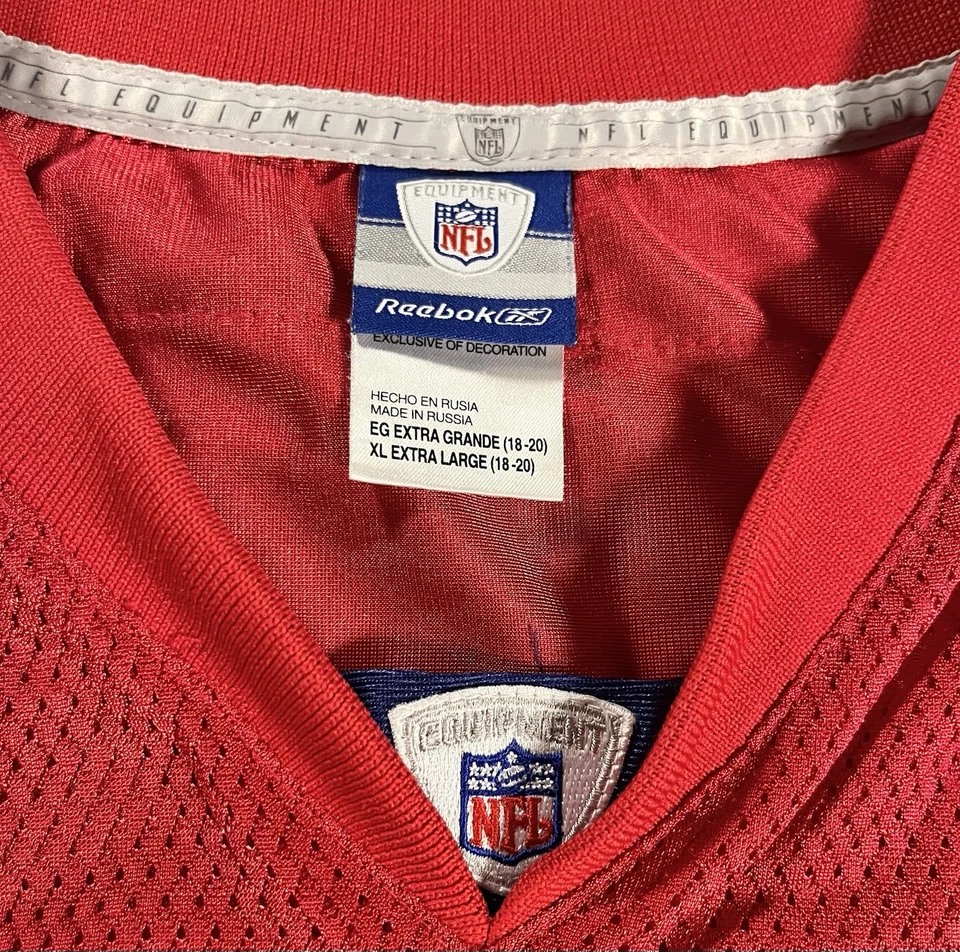 NFL EQUIPMENT
EQUIPMENT
NFL
NFL EQUIPMENT
EQUIPMENT
NFL
Reebok
EXCLUSIVE OF DECORATION
HECHO EN RUSIA
MADE IN RUSSIA
EG EXTRA GRANDE (18-20)
XL EXTRA LARGE (18-20)
EQUIPMENT
NFL